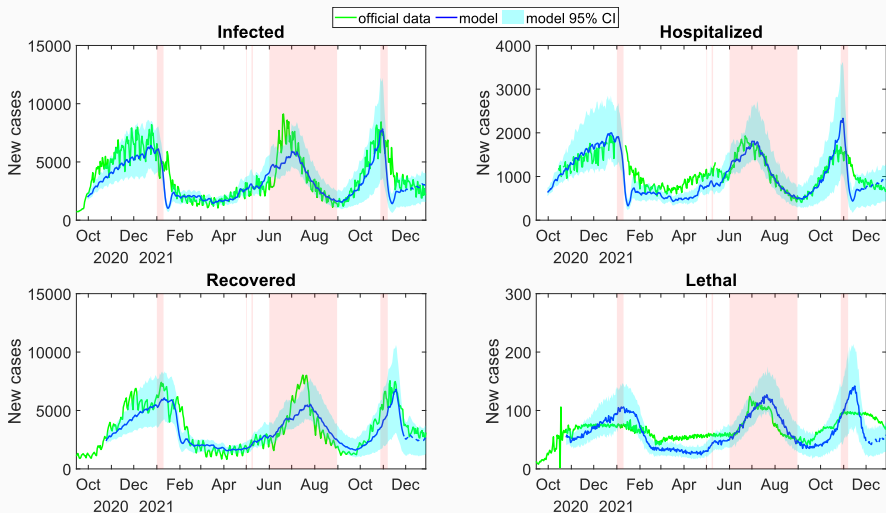 official data model model 95% CI
Infected
15000
10000
5000
0
New cases
Oct Dec Feb Apr Jun Aug Oct Dec
2020 2021
Hospitalized
4000
3000
2000
1000
0
New cases
Oct Dec Feb Apr Jun Aug Oct Dec
2020 2021
Recovered
15000
10000
5000
0
New cases
Oct Dec Feb Apr Jun Aug Oct Dec
2020 2021
Lethal
300
200
100
0
New cases
Oct Dec Feb Apr Jun Aug Oct Dec
2020 2021